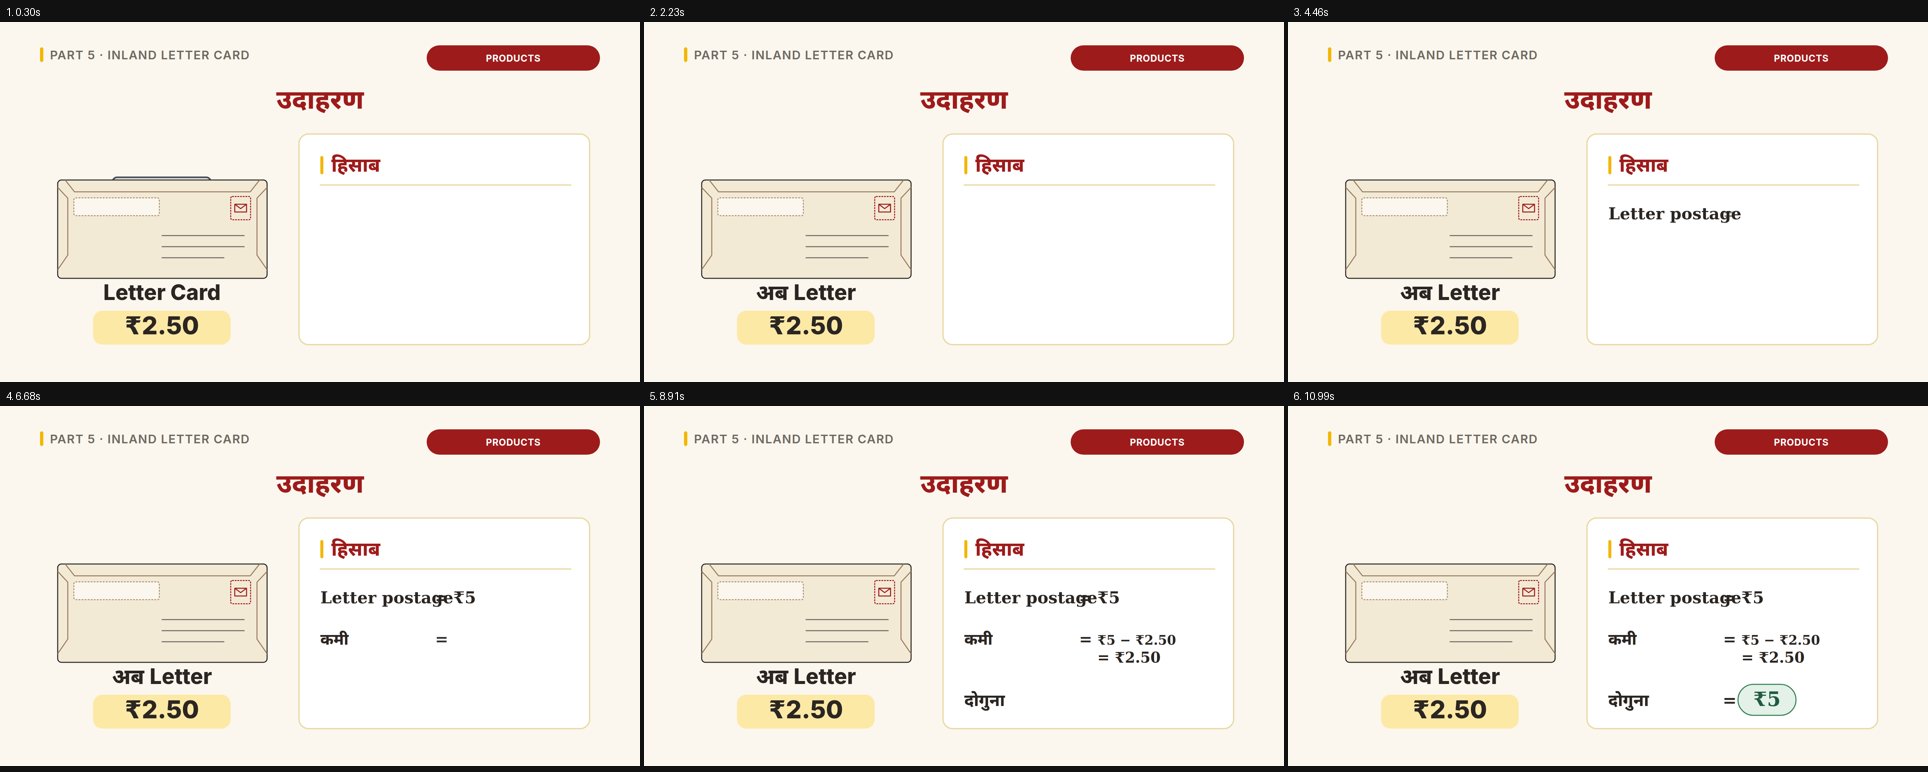 1. 0.30s
PART 5 · INLAND LETTER CARD
PRODUCTS
उदाहरण
हिसाब
Letter Card
₹2.50
2. 2.23s
PART 5 · INLAND LETTER CARD
PRODUCTS
उदाहरण
हिसाब
अब Letter
₹2.50
3. 4.46s
PART 5 · INLAND LETTER CARD
PRODUCTS
उदाहरण
हिसाब
Letter postage =
अब Letter
₹2.50
4. 6.68s
PART 5 · INLAND LETTER CARD
PRODUCTS
उदाहरण
हिसाब
Letter postage = ₹5
कमी =
अब Letter
₹2.50
5. 8.91s
PART 5 · INLAND LETTER CARD
PRODUCTS
उदाहरण
हिसाब
Letter postage = ₹5
कमी = ₹5 − ₹2.50
= ₹2.50
दोगुना
अब Letter
₹2.50
6. 10.99s
PART 5 · INLAND LETTER CARD
PRODUCTS
उदाहरण
हिसाब
Letter postage = ₹5
कमी = ₹5 − ₹2.50
= ₹2.50
दोगुना = ₹5
अब Letter
₹2.50